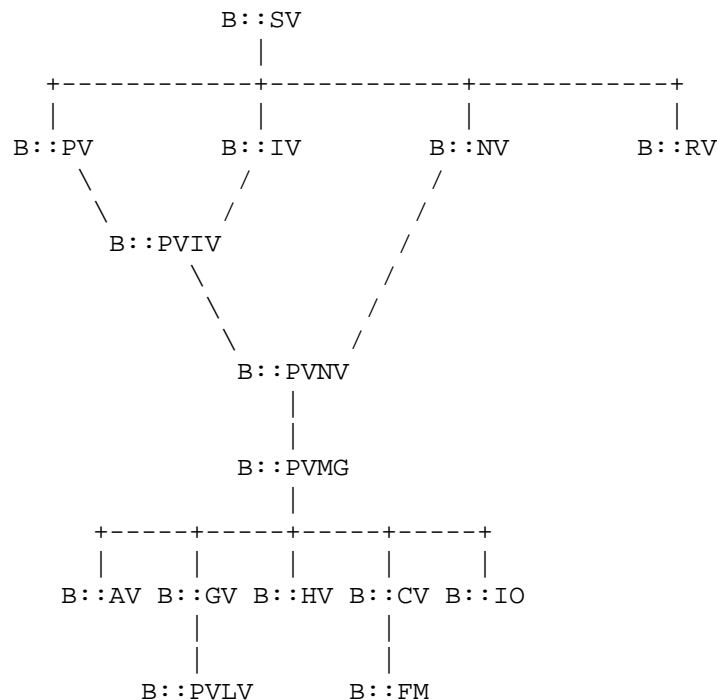 B::SV
B::PV B::IV B::NV B::RV
B::PVIV
B::PVNV
B::PVMG
B::AV B::GV B::HV B::CV B::IO
B::PVLV B::FM